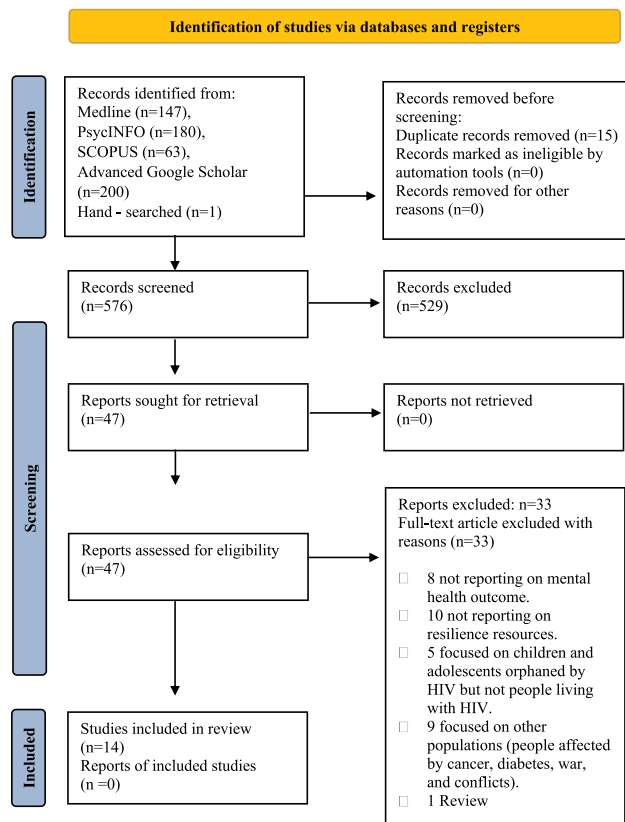 Identification of studies via databases and registers
Identification
Records identified from:
Medline (n=147),
PsycINFO (n=180),
SCOPUS (n=63),
Advanced Google Scholar
(n=200)
Hand - searched (n=1)
Records removed before
screening:
Duplicate records removed (n=15)
Records marked as ineligible by
automation tools (n=0)
Records removed for other
reasons (n=0)
Screening
Records screened
(n=576)
Records excluded
(n=529)
Reports sought for retrieval
(n=47)
Reports not retrieved
(n=0)
Reports assessed for eligibility
(n=47)
Reports excluded: n=33
Full-text article excluded with
reasons (n=33)
8 not reporting on mental
health outcome.
10 not reporting on
resilience resources.
5 focused on children and
adolescents orphaned by
HIV but not people living
with HIV.
9 focused on other
populations (people affected
by cancer, diabetes, war,
and conflicts).
1 Review
Included
Studies included in review
(n=14)
Reports of included studies
(n =0)